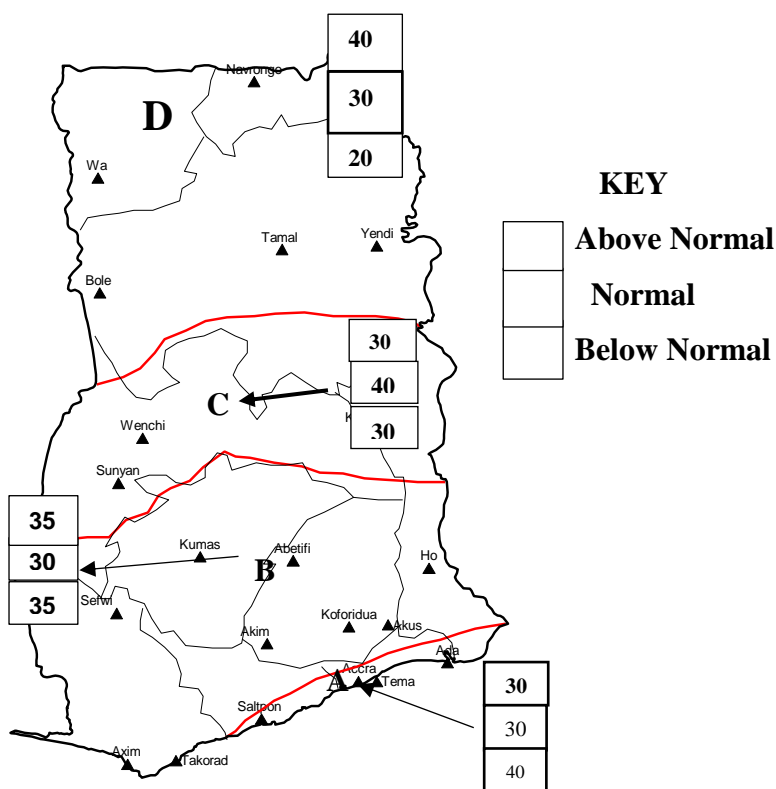 40
Navrongo
30
D
20
Wa
KEY
Above Normal
Tamal
Yendi
Bole
Normal
Below Normal
30
40
C
30
Wenchi
Sunyan
35
30
35
Kumas
Abetifi
B
Ho
Sefwi
Koforidua
Akus
Akim
Ada
Accra
A
Tema
30
30
40
Saltpon
Axim
Takorad